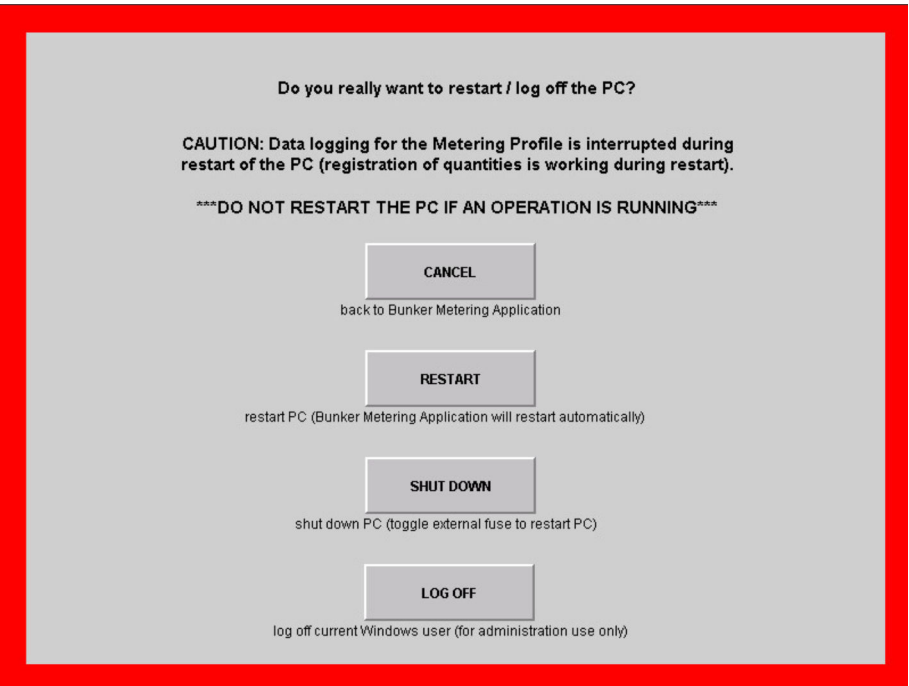 Do you really want to restart / log off the PC?
CAUTION: Data logging for the Metering Profile is interrupted during
restart of the PC (registration of quantities is working during restart).
***DO NOT RESTART THE PC IF AN OPERATION IS RUNNING***
CANCEL
back to Bunker Metering Application
RESTART
restart PC (Bunker Metering Application will restart automatically)
SHUT DOWN
shut down PC (toggle external fuse to restart PC)
LOG OFF
log off current Windows user (for administration use only)